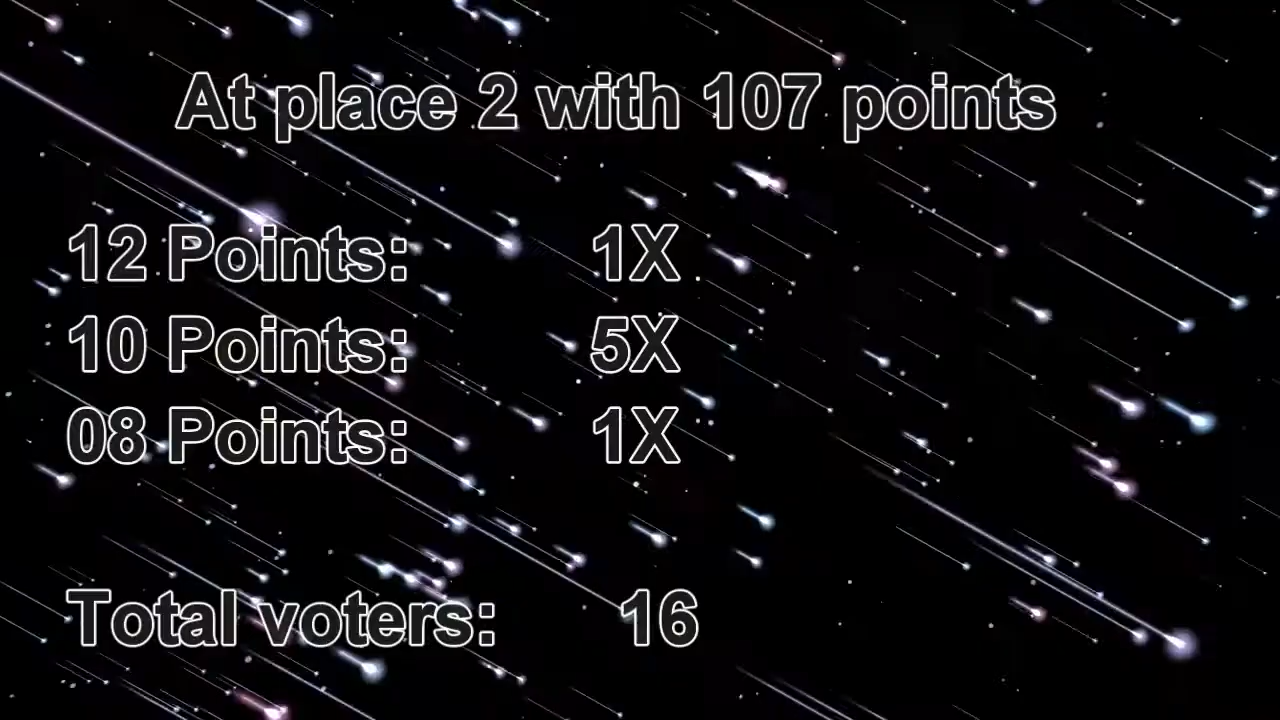 At place 2 with 107 points
12 Points: 1X
10 Points: 5X
08 Points: 1X
Total voters: 16